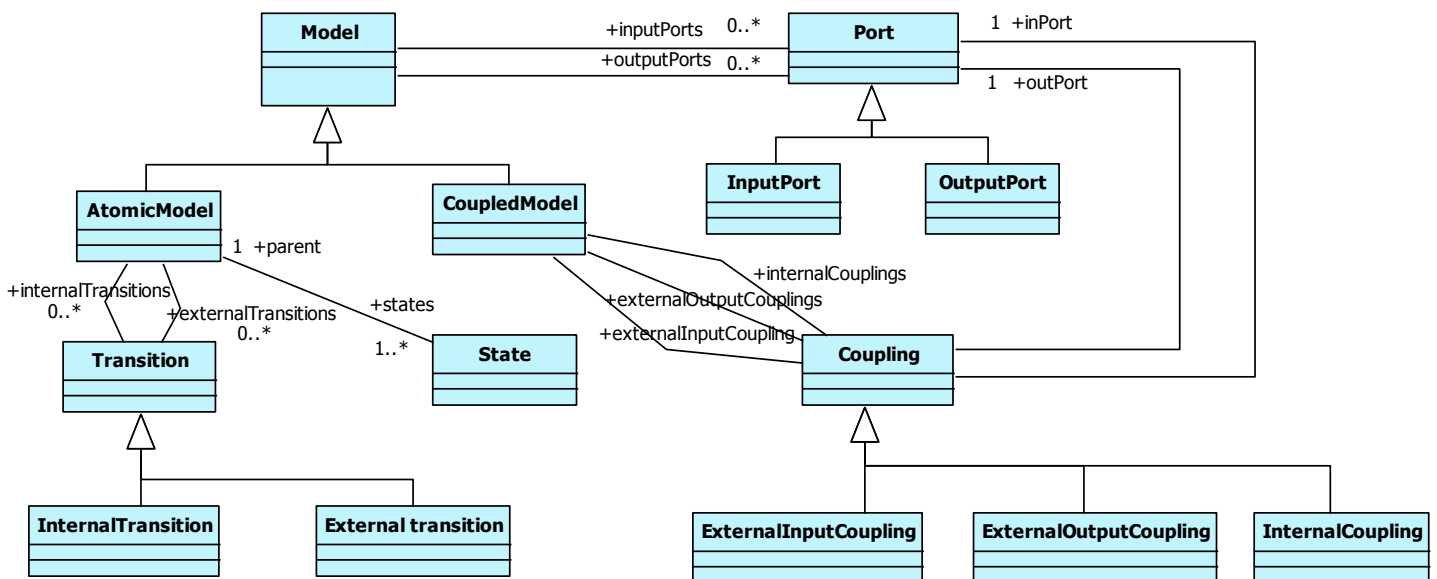 Model
+inputPorts 0..*
+outputPorts 0..*
Port
1 +inPort
1 +outPort
InputPort
OutputPort
AtomicModel
CoupledModel
1 +parent
+internalTransitions
0..*
+externalTransitions
0..*
+states
1..*
+internalCouplings
+externalOutputCouplings
+externalInputCoupling
Transition
State
Coupling
InternalTransition
External transition
ExternalInputCoupling
ExternalOutputCoupling
InternalCoupling